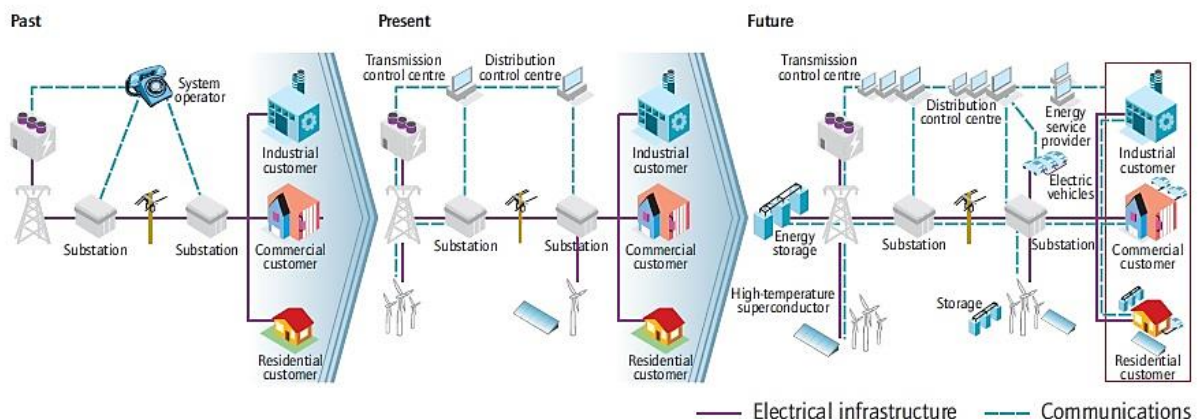 Past
System
operator
Substation
Substation
Industrial
customer
Commercial
customer
Residential
customer
Present
Transmission
control centre
Distribution
control centre
Substation
Substation
Industrial
customer
Commercial
customer
Residential
customer
Future
Transmission
control centre
Distribution
control centre
Energy
service
provider
Electric
vehicles
Energy
storage
Substation
Substation
High-temperature
superconductor
Storage
Industrial
customer
Commercial
customer
Residential
customer
Electrical infrastructure
Communications